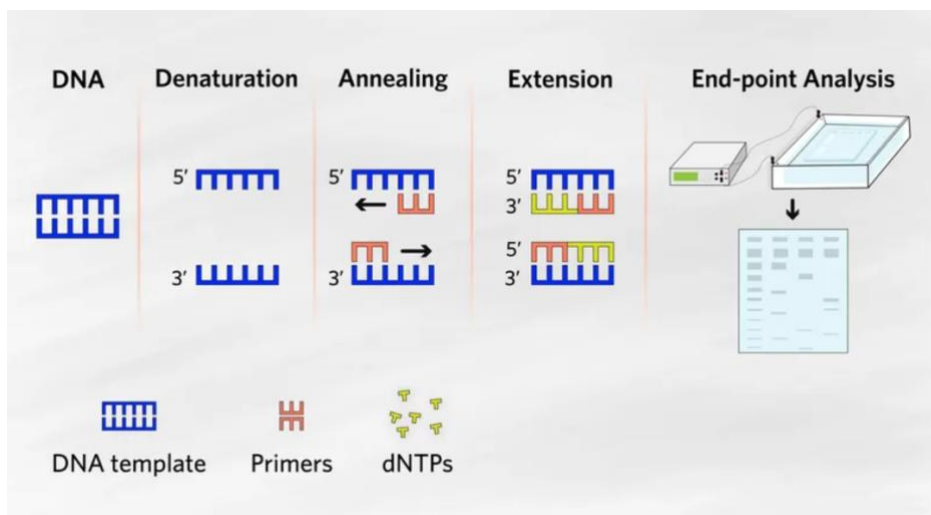 DNA
Denaturation
Annealing
Extension
End-point Analysis
5′
5′
5′
3′
5′
3′
3′
3′
DNA template
Primers
dNTPs